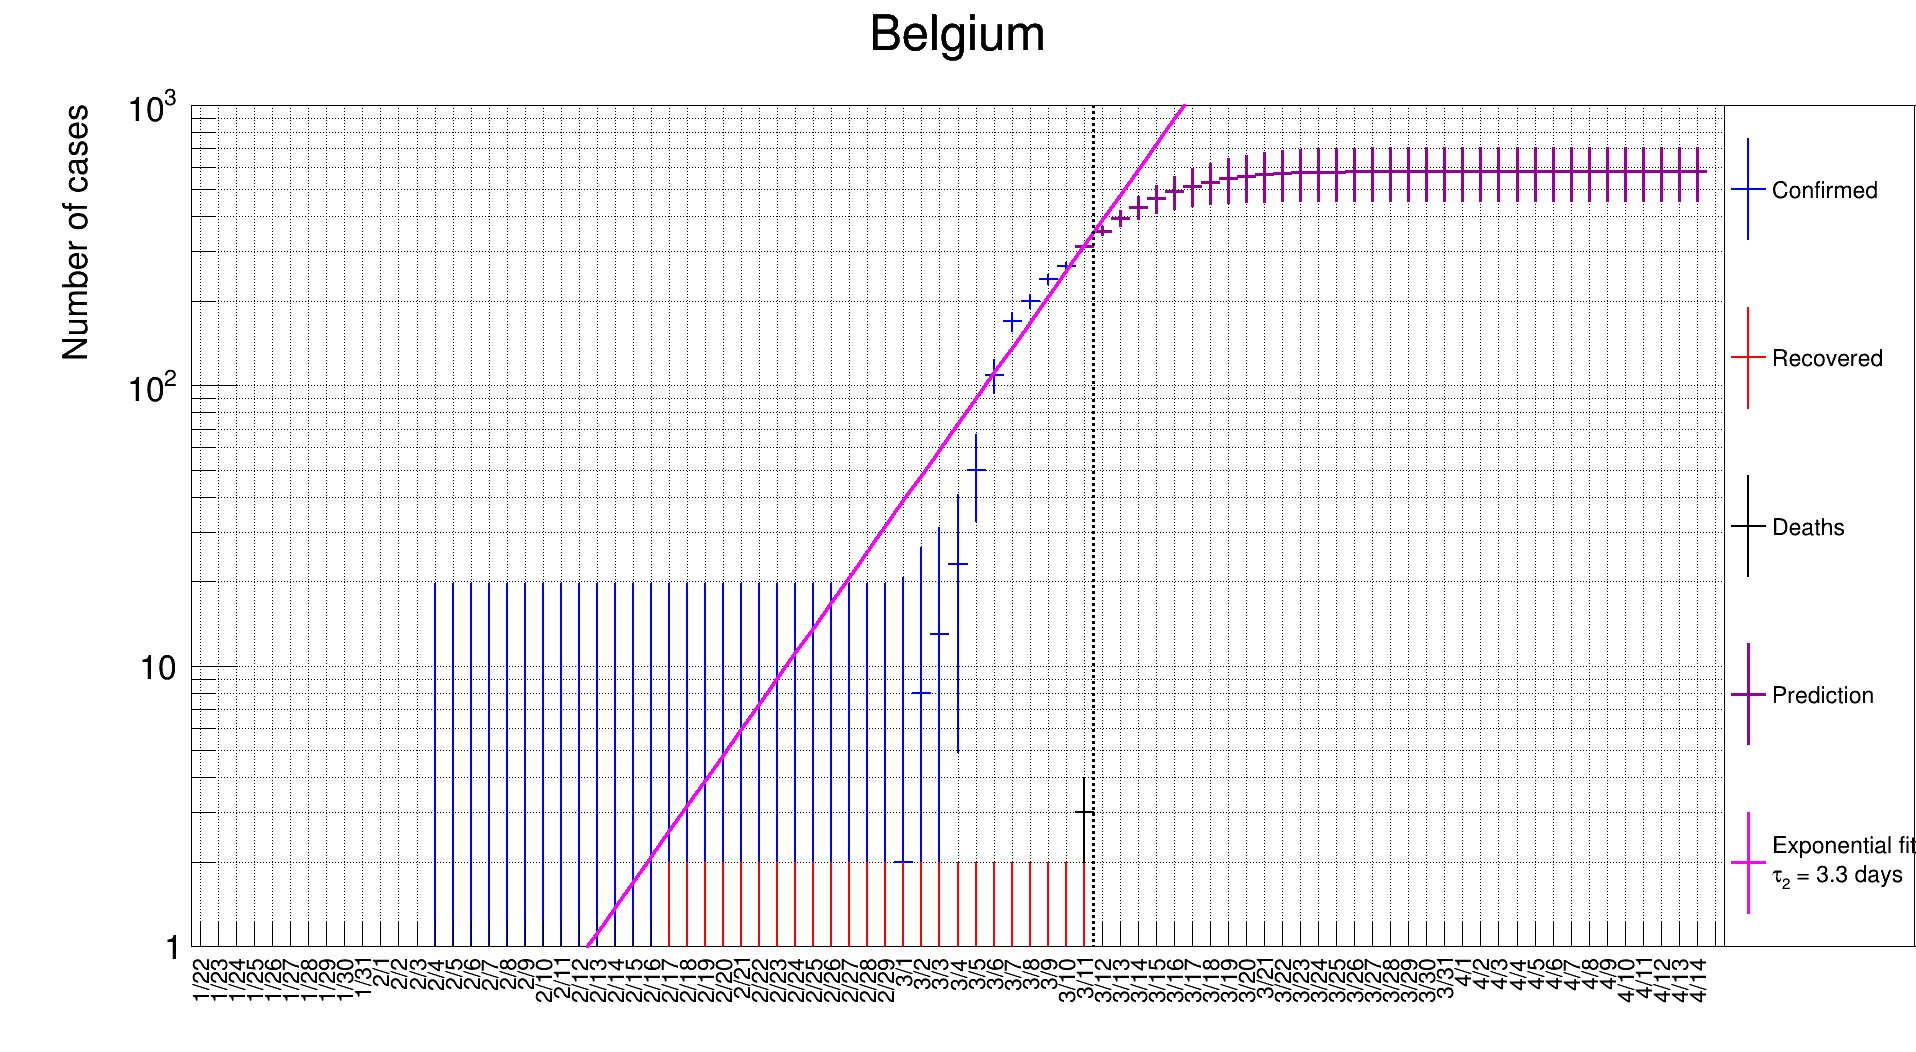 Belgium
Number of cases
10³
10²
10
1
1/22 1/23 1/24 1/25 1/26 1/27 1/28 1/29 1/30 1/31 2/1 2/2 2/3 2/4 2/5 2/6 2/7 2/8 2/9 2/10 2/11 2/12 2/13 2/14 2/15 2/16 2/17 2/18 2/19 2/20 2/21 2/22 2/23 2/24 2/25 2/26 2/27 2/28 2/29 3/1 3/2 3/3 3/4 3/5 3/6 3/7 3/8 3/9 3/10 3/11 3/12 3/13 3/14 3/15 3/16 3/17 3/18 3/19 3/20 3/21 3/22 3/23 3/24 3/25 3/26 3/27 3/28 3/29 3/30 3/31 4/1 4/2 4/3 4/4 4/5 4/6 4/7 4/8 4/9 4/10 4/11 4/12 4/13 4/14
Confirmed
Recovered
Deaths
Prediction
Exponential fit
τ₂ = 3.3 days